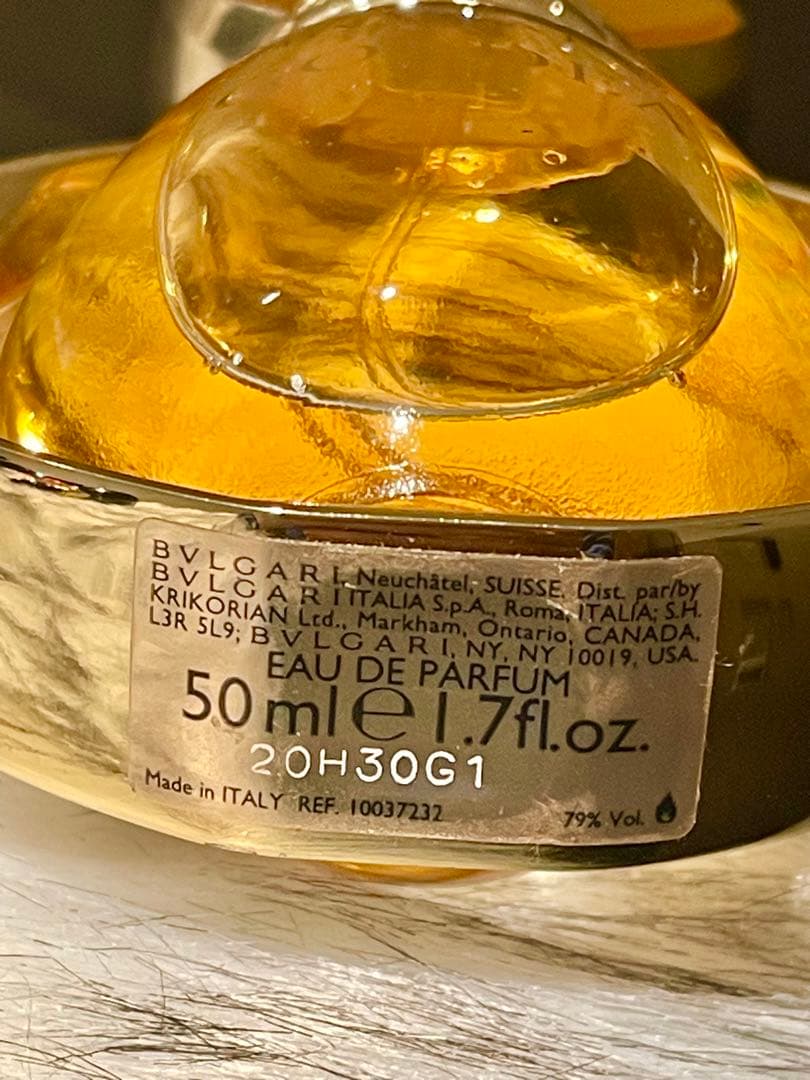 BVLGARI, Neuchâtel, SUISSE. Dist. par/by
BVLGARI ITALIA S.p.A., Roma, ITALIA; S.H.
KRIKORIAN Ltd., Markham, Ontario, CANADA,
L3R 5L9; BVLGARI, NY, NY 10019, USA.
EAU DE PARFUM
50 ml e 1.7fl.oz.
20H30G1
Made in ITALY REF. 10037232 79% Vol.